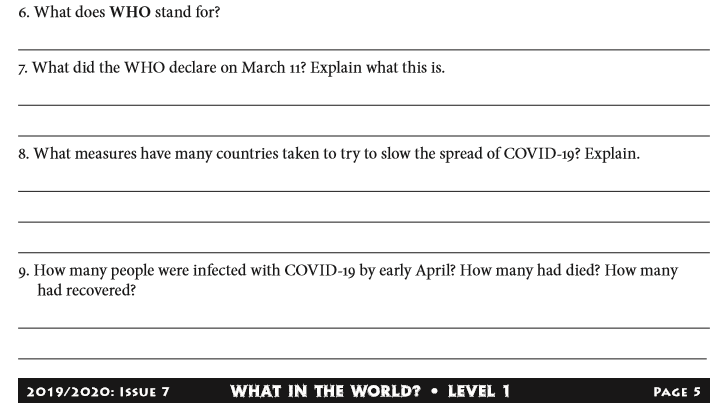 6. What does WHO stand for?
7. What did the WHO declare on March 11? Explain what this is.
8. What measures have many countries taken to try to slow the spread of COVID-19? Explain.
9. How many people were infected with COVID-19 by early April? How many had died? How many
had recovered?
2019/2020: Issue 7 WHAT IN THE WORLD? • LEVEL 1 Page 5